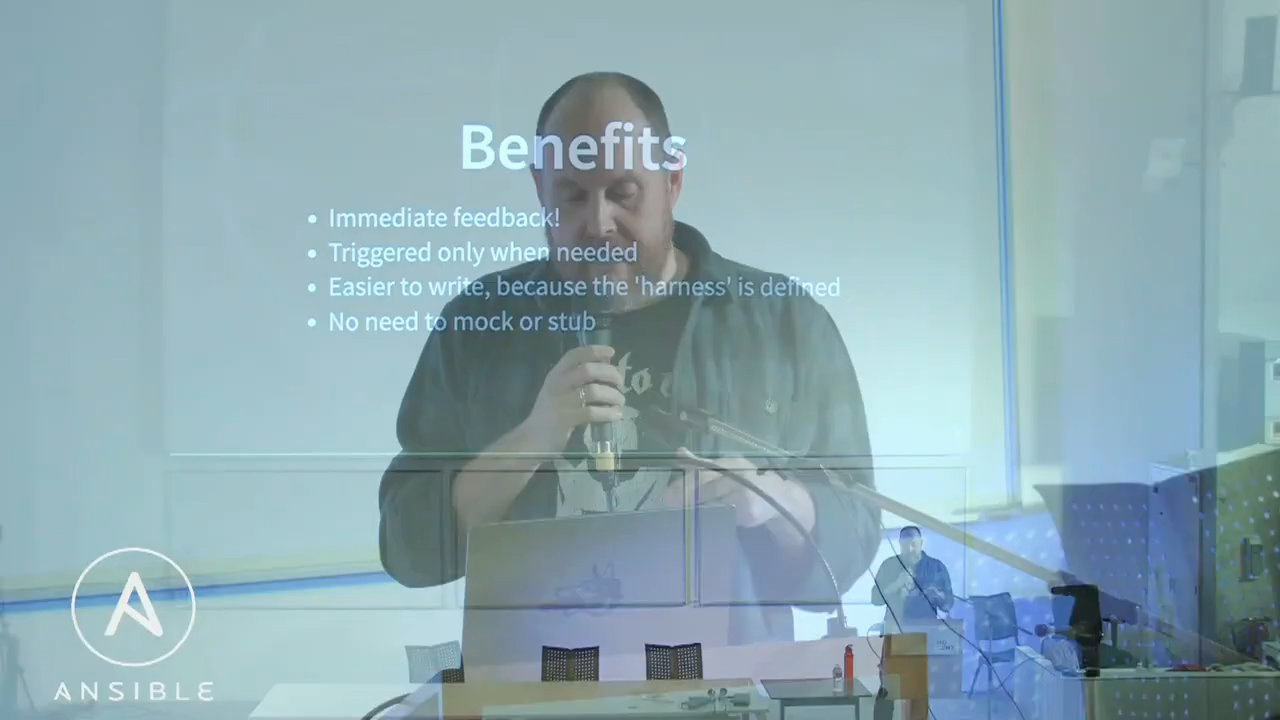 Benefits
• Immediate feedback!
• Triggered only when needed
• Easier to write, because the 'harness' is defined
• No need to mock or stub
to
ANSIBLE